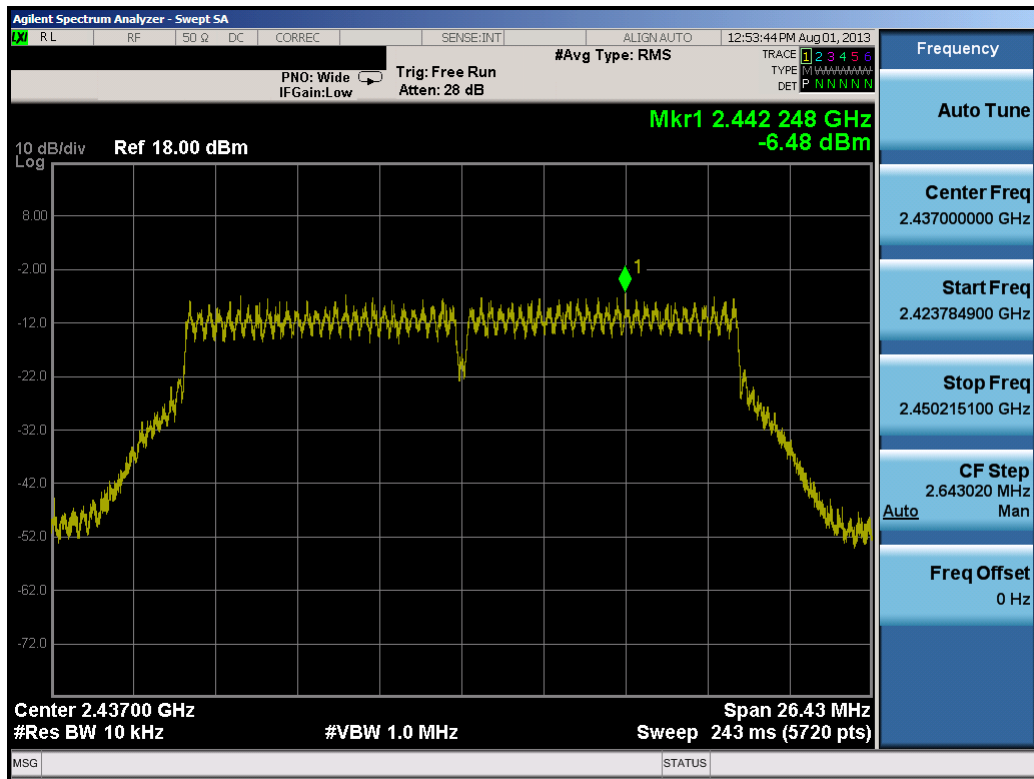 Agilent Spectrum Analyzer - Swept SA
LXI RL RF 50 Ω DC CORREC SENSE:INT ALIGN AUTO 12:53:44 PM Aug 01, 2013
#Avg Type: RMS
TRACE 1 2 3 4 5 6
PNO: Wide Trig: Free Run
TYPE M WWWWW
IFGain:Low Atten: 28 dB
DET P N N N N N
Mkr1 2.442 248 GHz
-6.48 dBm
10 dB/div Ref 18.00 dBm
Log
8.00
-2.00
1
-12.0
-22.0
-32.0
-42.0
-52.0
-62.0
-72.0
Center 2.43700 GHz Span 26.43 MHz
#Res BW 10 kHz #VBW 1.0 MHz Sweep 243 ms (5720 pts)
MSG STATUS
Frequency
Auto Tune
Center Freq
2.437000000 GHz
Start Freq
2.423784900 GHz
Stop Freq
2.450215100 GHz
CF Step
2.643020 MHz
Auto Man
Freq Offset
0 Hz